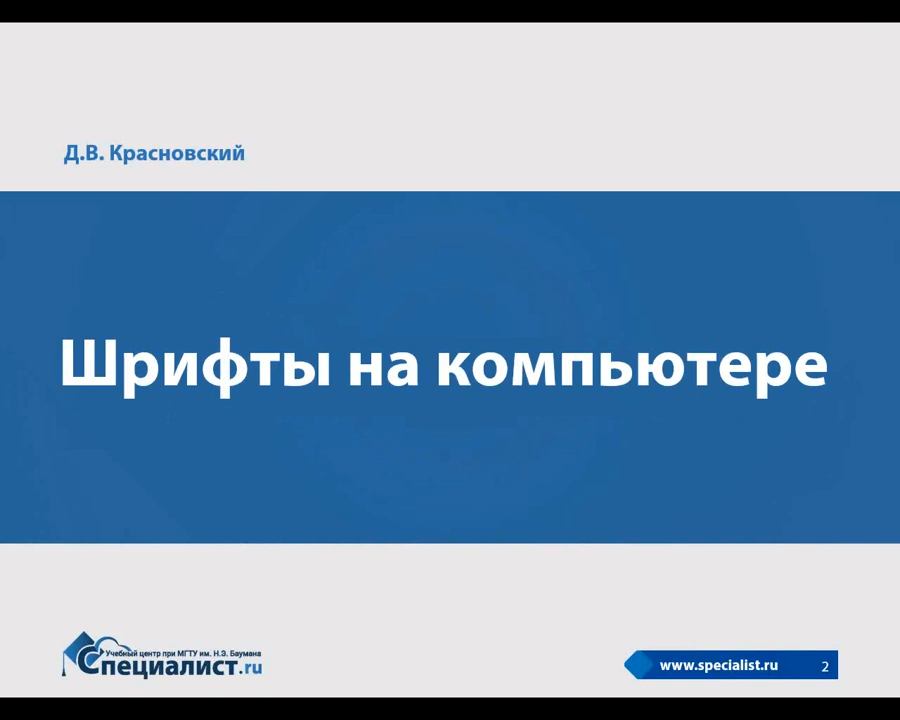 Д.В. Красновский
Шрифты на компьютере
Учебный центр при МГТУ им. Н.Э. Баумана
Специалист.ru
www.specialist.ru
2